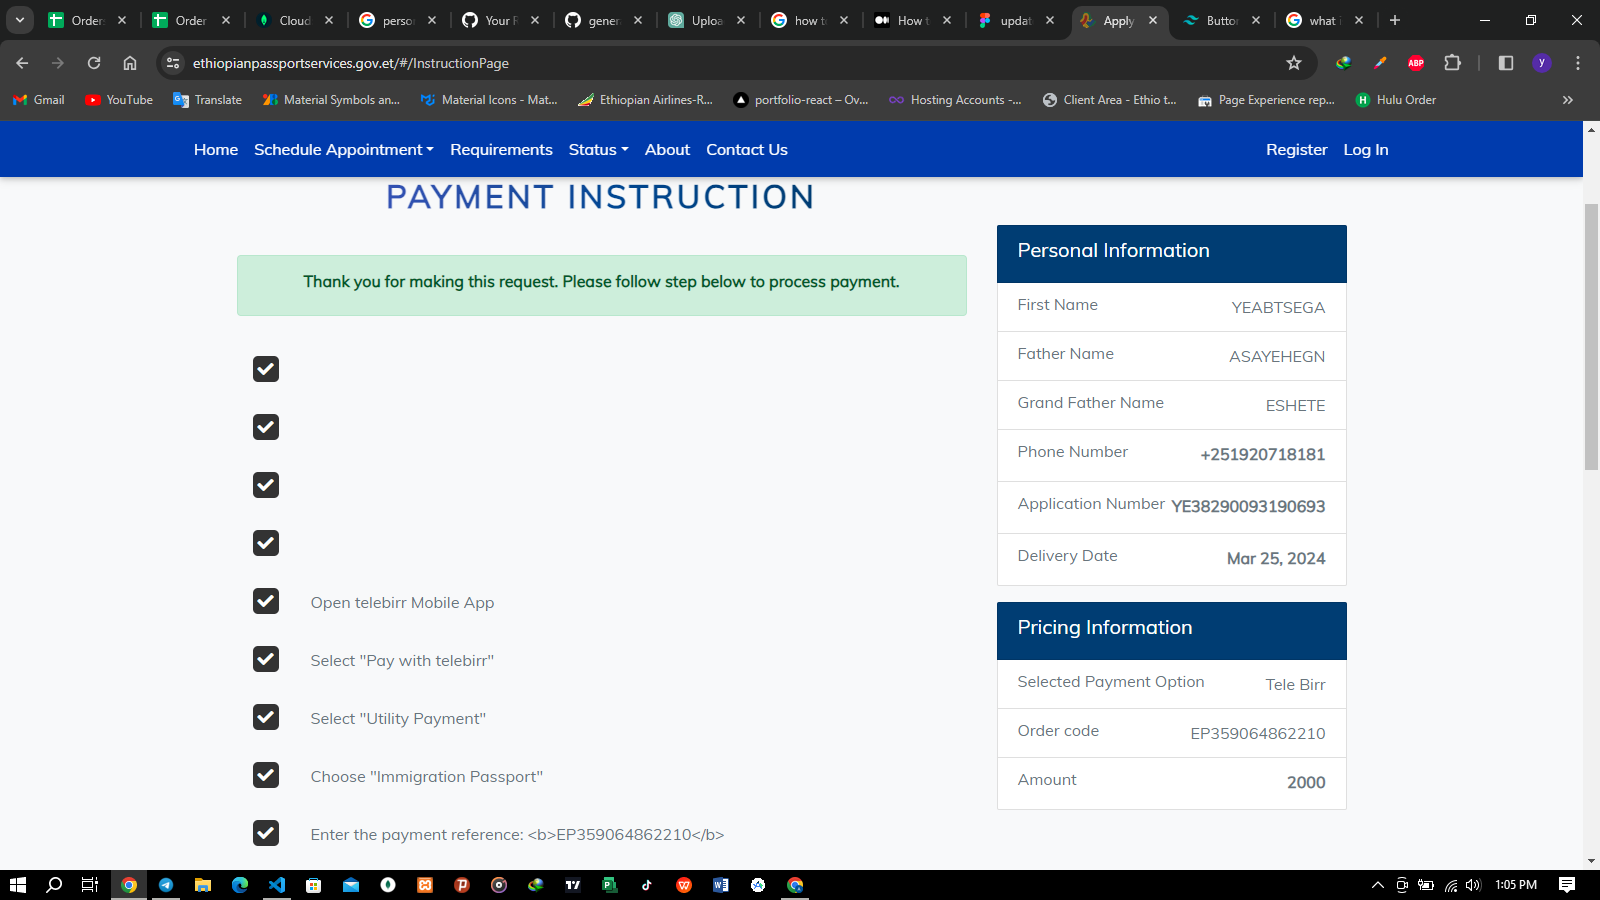 Orders
Order
Cloud
perso
Your R
gener
Uploa
how tr
How t
updat
Apply
Button
what i
ethiopianpassportservices.gov.et/#/InstructionPage
ABP
y
Gmail
YouTube
Translate
Material Symbols an...
Material Icons - Mat...
Ethiopian Airlines-R...
portfolio-react – Ov...
Hosting Accounts -...
Client Area - Ethio t...
Page Experience rep...
H
Hulu Order
Home
Schedule Appointment
Requirements
Status
About
Contact Us
Register
Log In
PAYMENT INSTRUCTION
Thank you for making this request. Please follow step below to process payment.
Open telebirr Mobile App
Select "Pay with telebirr"
Select "Utility Payment"
Choose "Immigration Passport"
Enter the payment reference: <b>EP359064862210</b>
Personal Information
First Name YEABTSEGA
Father Name ASAYEHEGN
Grand Father Name ESHETE
Phone Number +251920718181
Application Number YE38290093190693
Delivery Date Mar 25, 2024
Pricing Information
Selected Payment Option Tele Birr
Order code EP359064862210
Amount 2000
1:05 PM